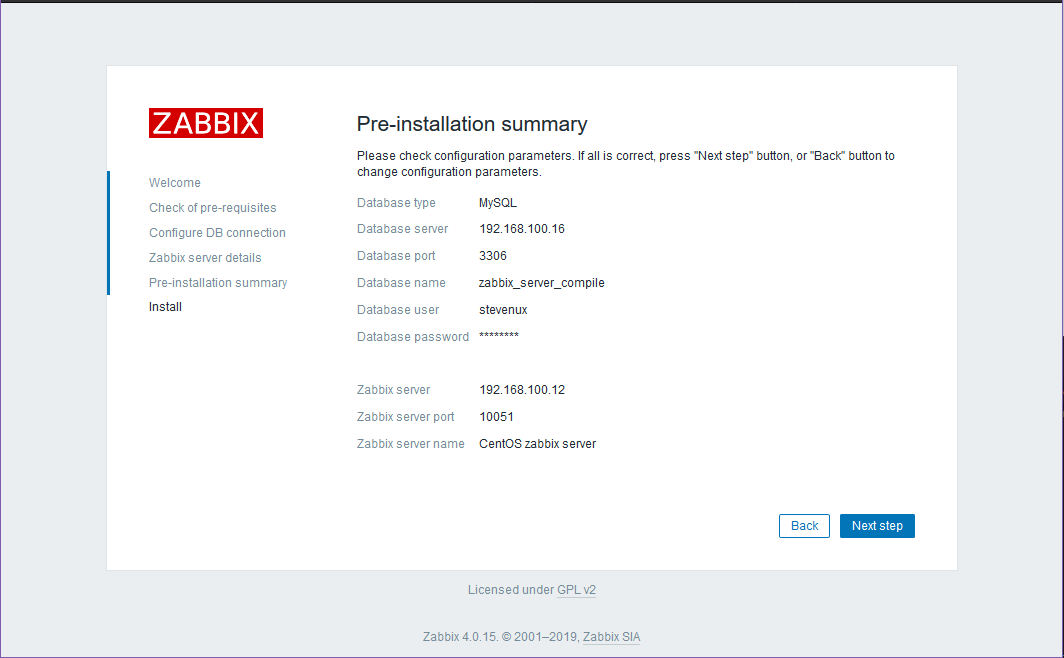 ZABBIX
Welcome
Check of pre-requisites
Configure DB connection
Zabbix server details
Pre-installation summary
Install
Pre-installation summary
Please check configuration parameters. If all is correct, press "Next step" button, or "Back" button to
change configuration parameters.
Database type MySQL
Database server 192.168.100.16
Database port 3306
Database name zabbix_server_compile
Database user stevenux
Database password ********
Zabbix server 192.168.100.12
Zabbix server port 10051
Zabbix server name CentOS zabbix server
Back Next step
Licensed under GPL v2
Zabbix 4.0.15. © 2001–2019, Zabbix SIA